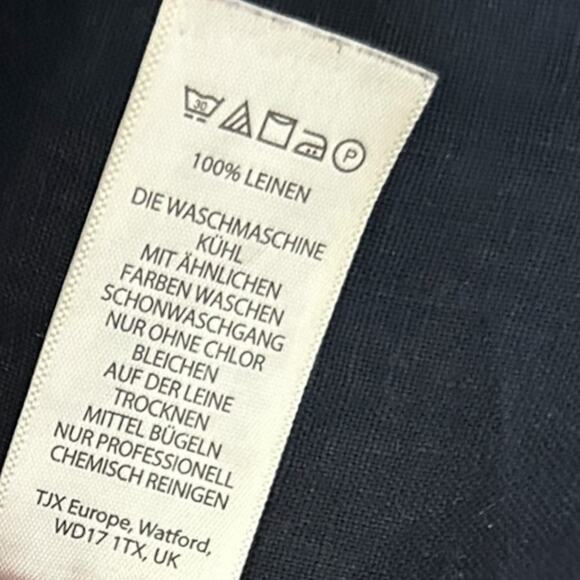 30
P
100% LEINEN
DIE WASCHMASCHINE
KÜHL
MIT ÄHNLICHEN
FARBEN WASCHEN
SCHONWASCHGANG
NUR OHNE CHLOR
BLEICHEN
AUF DER LEINE
TROCKNEN
MITTEL BÜGELN
NUR PROFESSIONELL
CHEMISCH REINIGEN
TJX Europe, Watford,
WD17 1TX, UK